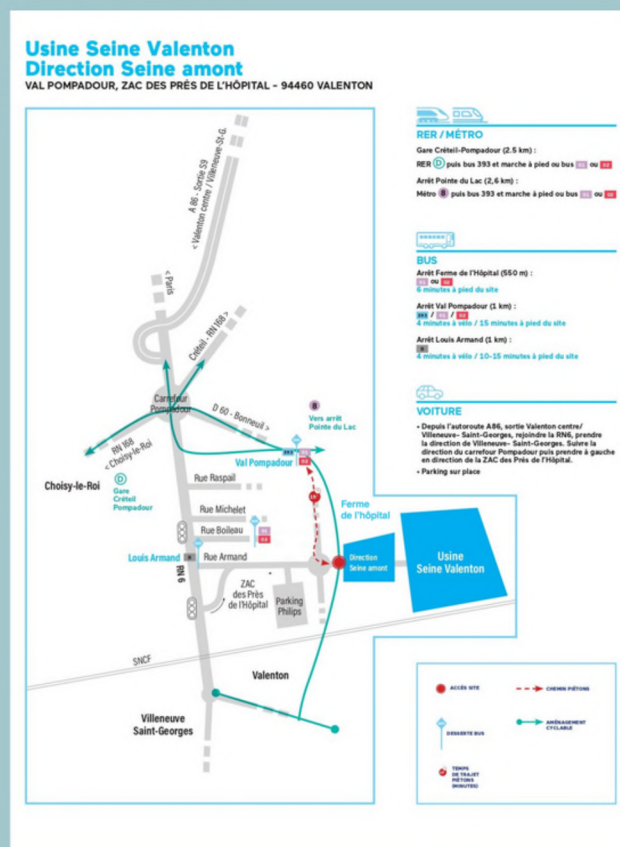 Usine Seine Valenton
Direction Seine amont
VAL POMPADOUR, ZAC DES PRÉS DE L'HÔPITAL - 94460 VALENTON
A 86 - Sortie S9
< Valenton centre / Villeneuve-St-G.
< Paris
Créteil - RN 168 >
Carrefour
Pompadour
D 60 - Bonneuil >
RN 168
< Choisy-le-Roi
8
Vers arrêt
Pointe du Lac
393
Val Pompadour
Choisy-le-Roi
D
Gare
Créteil
Pompadour
Rue Raspail
Rue Michelet
Rue Boileau
Ferme
de l'hôpital
Louis Armand
Rue Armand
RN 6
Direction
Seine amont
Usine
Seine Valenton
ZAC
des Près
de l'Hôpital
Parking
Philips
SNCF
Valenton
Villeneuve
Saint-Georges
RER / MÉTRO
Gare Créteil-Pompadour (2.5 km) :
RER D puis bus 393 et marche à pied ou bus ou
Arrêt Pointe du Lac (2,6 km) :
Métro 8 puis bus 393 et marche à pied ou bus ou
BUS
Arrêt Ferme de l'Hôpital (550 m) :
ou
6 minutes à pied du site
Arrêt Val Pompadour (1 km) :
393 / /
4 minutes à vélo / 15 minutes à pied du site
Arrêt Louis Armand (1 km) :
4 minutes à vélo / 10-15 minutes à pied du site
VOITURE
• Depuis l'autoroute A86, sortie Valenton centre/
Villeneuve- Saint-Georges, rejoindre la RN6, prendre
la direction de Villeneuve- Saint-Georges. Suivre la
direction du carrefour Pompadour puis prendre à gauche
en direction de la ZAC des Prés de l'Hôpital.
• Parking sur place
ACCÈS SITE
CHEMIN PIÉTONS
DESSERTE BUS
AMÉNAGEMENT
CYCLABLE
TEMPS
DE TRAJET
PIÉTONS
(MINUTES)